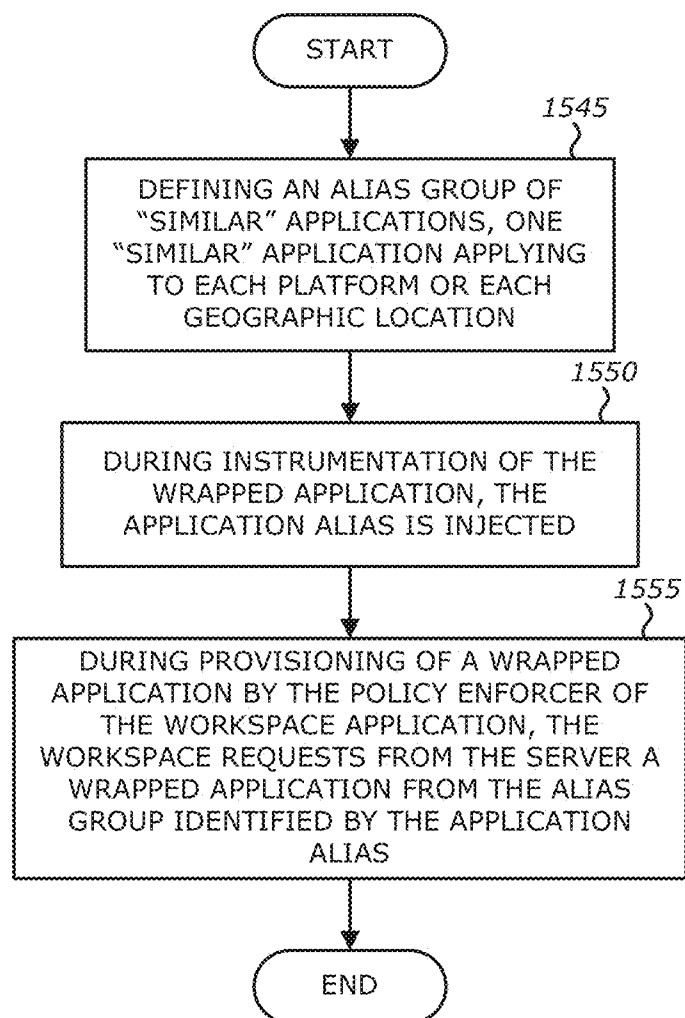 START
1545
DEFINING AN ALIAS GROUP OF
“SIMILAR” APPLICATIONS, ONE
“SIMILAR” APPLICATION APPLYING
TO EACH PLATFORM OR EACH
GEOGRAPHIC LOCATION
1550
DURING INSTRUMENTATION OF THE
WRAPPED APPLICATION, THE
APPLICATION ALIAS IS INJECTED
1555
DURING PROVISIONING OF A WRAPPED
APPLICATION BY THE POLICY ENFORCER OF
THE WORKSPACE APPLICATION, THE
WORKSPACE REQUESTS FROM THE SERVER A
WRAPPED APPLICATION FROM THE ALIAS
GROUP IDENTIFIED BY THE APPLICATION
ALIAS
END